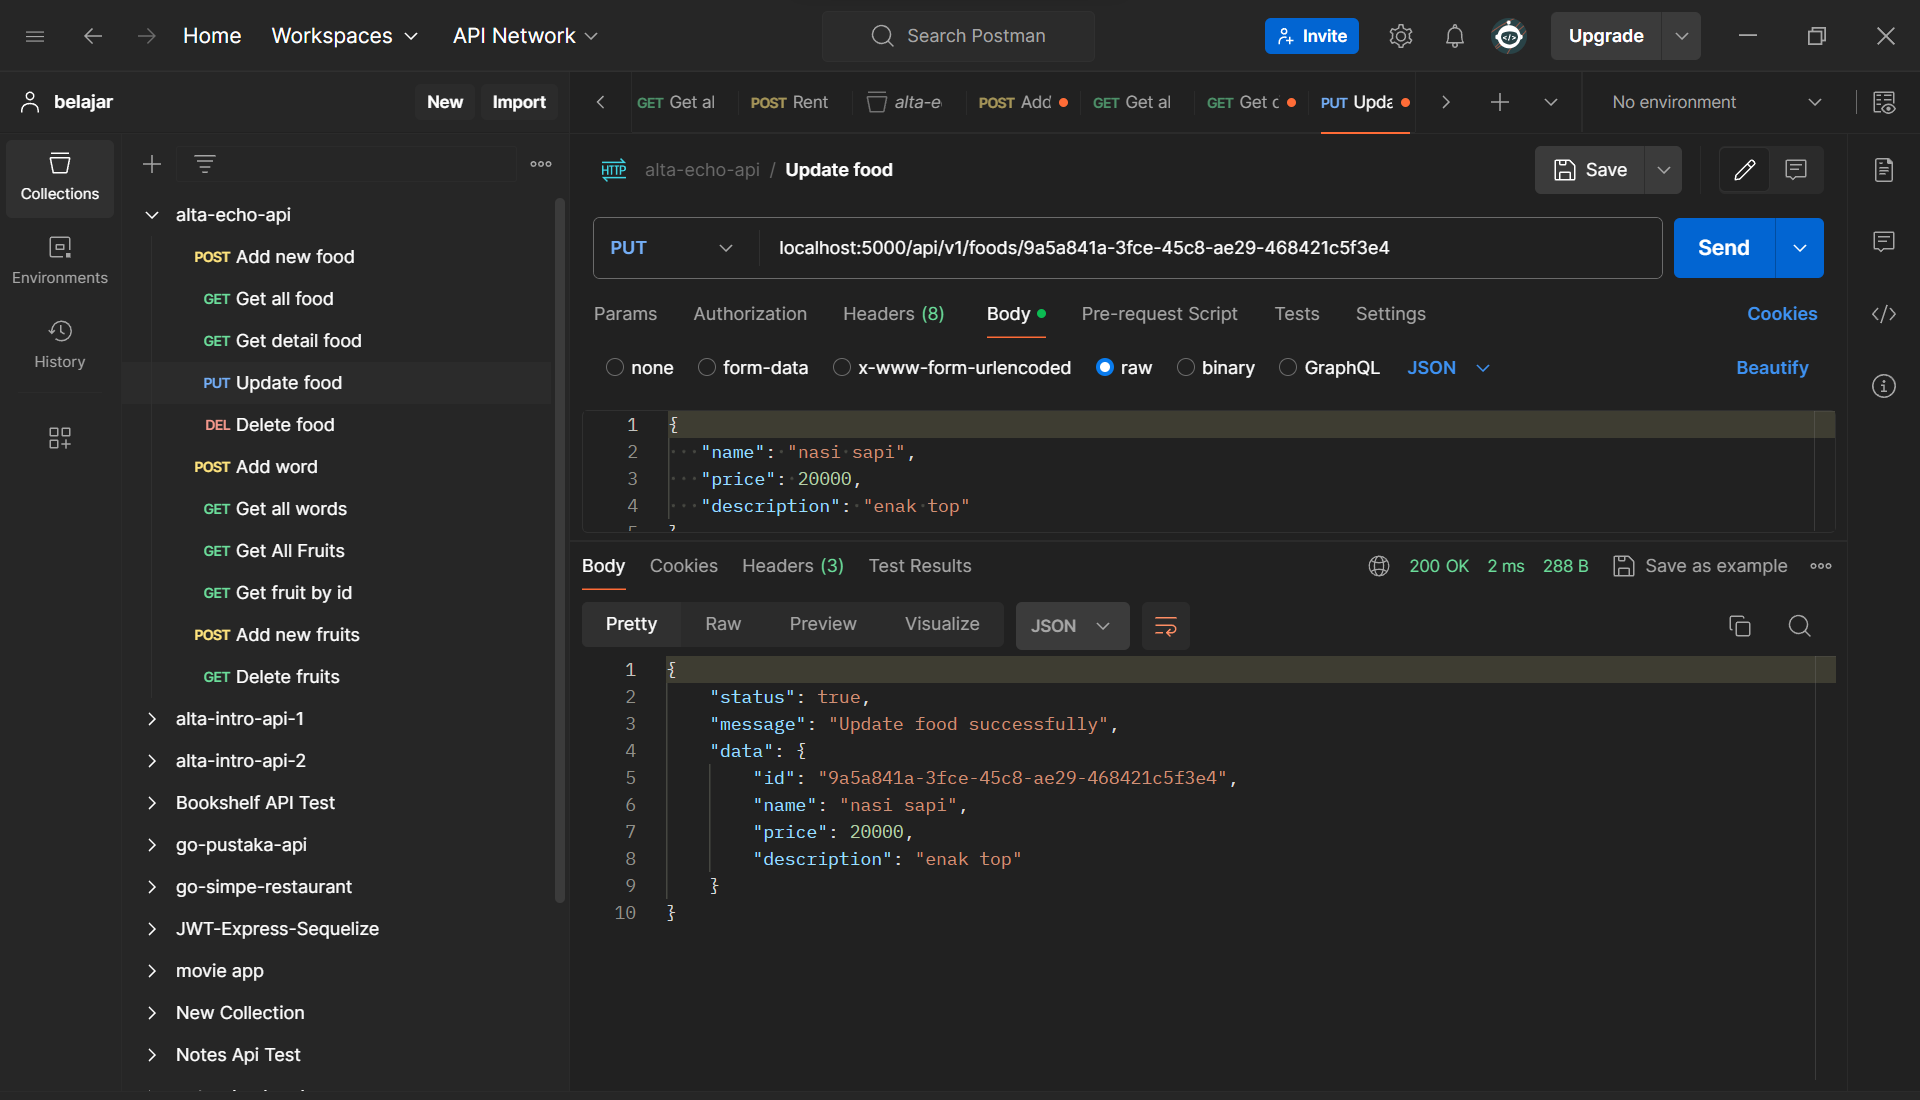 Home Workspaces API Network Search Postman Invite Upgrade
belajar New Import
GET Get al POST Rent alta-e POST Add GET Get al GET Get c PUT Upda No environment
Collections
Environments
History
alta-echo-api
POST Add new food
GET Get all food
GET Get detail food
PUT Update food
DEL Delete food
POST Add word
GET Get all words
GET Get All Fruits
GET Get fruit by id
POST Add new fruits
GET Delete fruits
alta-intro-api-1
alta-intro-api-2
Bookshelf API Test
go-pustaka-api
go-simpe-restaurant
JWT-Express-Sequelize
movie app
New Collection
Notes Api Test
HTTP alta-echo-api / Update food Save
PUT localhost:5000/api/v1/foods/9a5a841a-3fce-45c8-ae29-468421c5f3e4 Send
Params Authorization Headers (8) Body Pre-request Script Tests Settings Cookies
none form-data x-www-form-urlencoded raw binary GraphQL JSON Beautify
1 {
2 "name": "nasi sapi",
3 "price": 20000,
4 "description": "enak top"
5 }
Body Cookies Headers (3) Test Results 200 OK 2 ms 288 B Save as example
Pretty Raw Preview Visualize JSON
1 {
2 "status": true,
3 "message": "Update food successfully",
4 "data": {
5 "id": "9a5a841a-3fce-45c8-ae29-468421c5f3e4",
6 "name": "nasi sapi",
7 "price": 20000,
8 "description": "enak top"
9 }
10 }